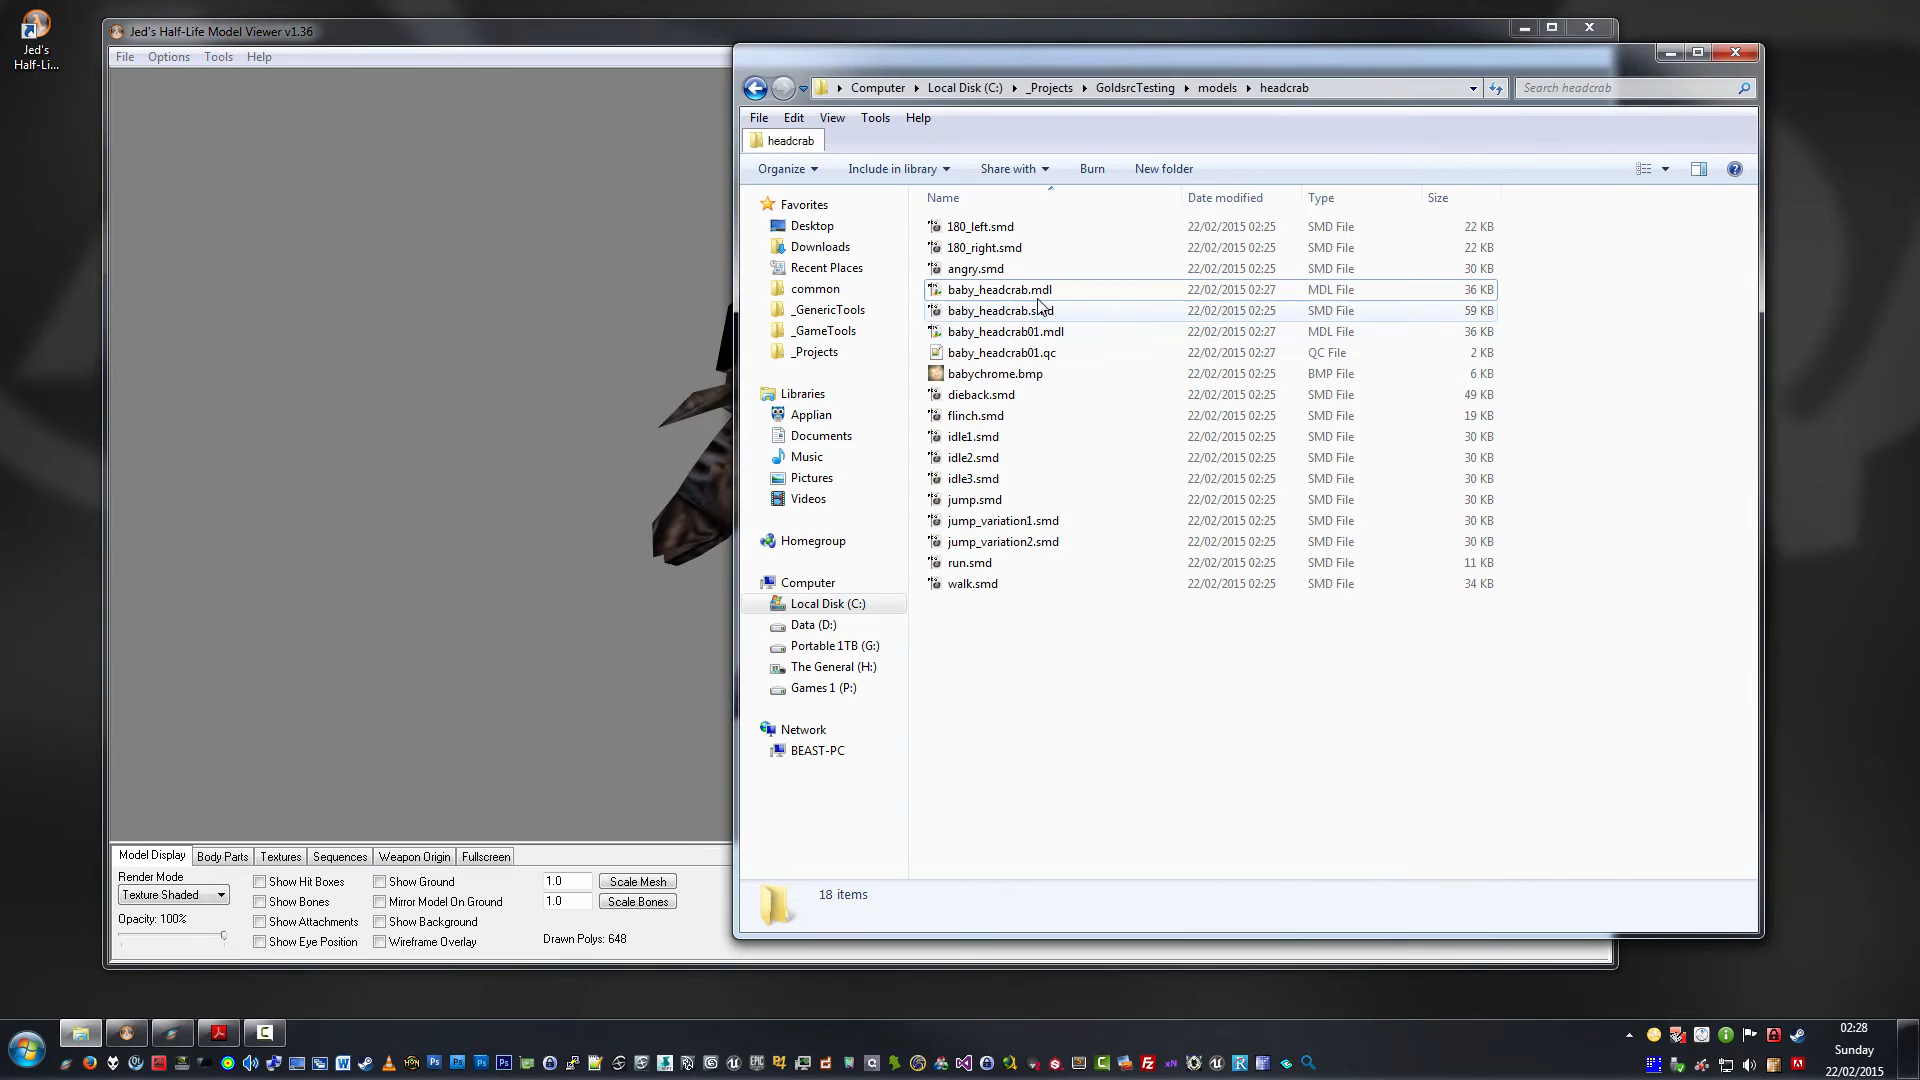 Jed's
Half-Li...
Jed's Half-Life Model Viewer v1.36
File Options Tools Help
Computer Local Disk (C:) _Projects GoldsrcTesting models headcrab
Search headcrab
File Edit View Tools Help
headcrab
Organize Include in library Share with Burn New folder
Name Date modified Type Size
Favorites
Desktop
Downloads
Recent Places
common
_GenericTools
_GameTools
_Projects
Libraries
Applian
Documents
Music
Pictures
Videos
Homegroup
Computer
Local Disk (C:)
Data (D:)
Portable 1TB (G:)
The General (H:)
Games 1 (P:)
Network
BEAST-PC
180_left.smd 22/02/2015 02:25 SMD File 22 KB
180_right.smd 22/02/2015 02:25 SMD File 22 KB
angry.smd 22/02/2015 02:25 SMD File 30 KB
baby_headcrab.mdl 22/02/2015 02:27 MDL File 36 KB
baby_headcrab.smd 22/02/2015 02:25 SMD File 59 KB
baby_headcrab01.mdl 22/02/2015 02:27 MDL File 36 KB
baby_headcrab01.qc 22/02/2015 02:27 QC File 2 KB
babychrome.bmp 22/02/2015 02:25 BMP File 6 KB
dieback.smd 22/02/2015 02:25 SMD File 49 KB
flinch.smd 22/02/2015 02:25 SMD File 19 KB
idle1.smd 22/02/2015 02:25 SMD File 30 KB
idle2.smd 22/02/2015 02:25 SMD File 30 KB
idle3.smd 22/02/2015 02:25 SMD File 30 KB
jump.smd 22/02/2015 02:25 SMD File 30 KB
jump_variation1.smd 22/02/2015 02:25 SMD File 30 KB
jump_variation2.smd 22/02/2015 02:25 SMD File 30 KB
run.smd 22/02/2015 02:25 SMD File 11 KB
walk.smd 22/02/2015 02:25 SMD File 34 KB
18 items
Model Display Body Parts Textures Sequences Weapon Origin Fullscreen
Render Mode
Texture Shaded
Opacity: 100%
Show Hit Boxes
Show Bones
Show Attachments
Show Eye Position
Show Ground
Mirror Model On Ground
Show Background
Wireframe Overlay
1.0 Scale Mesh
1.0 Scale Bones
Drawn Polys: 648
02:28
Sunday
22/02/2015